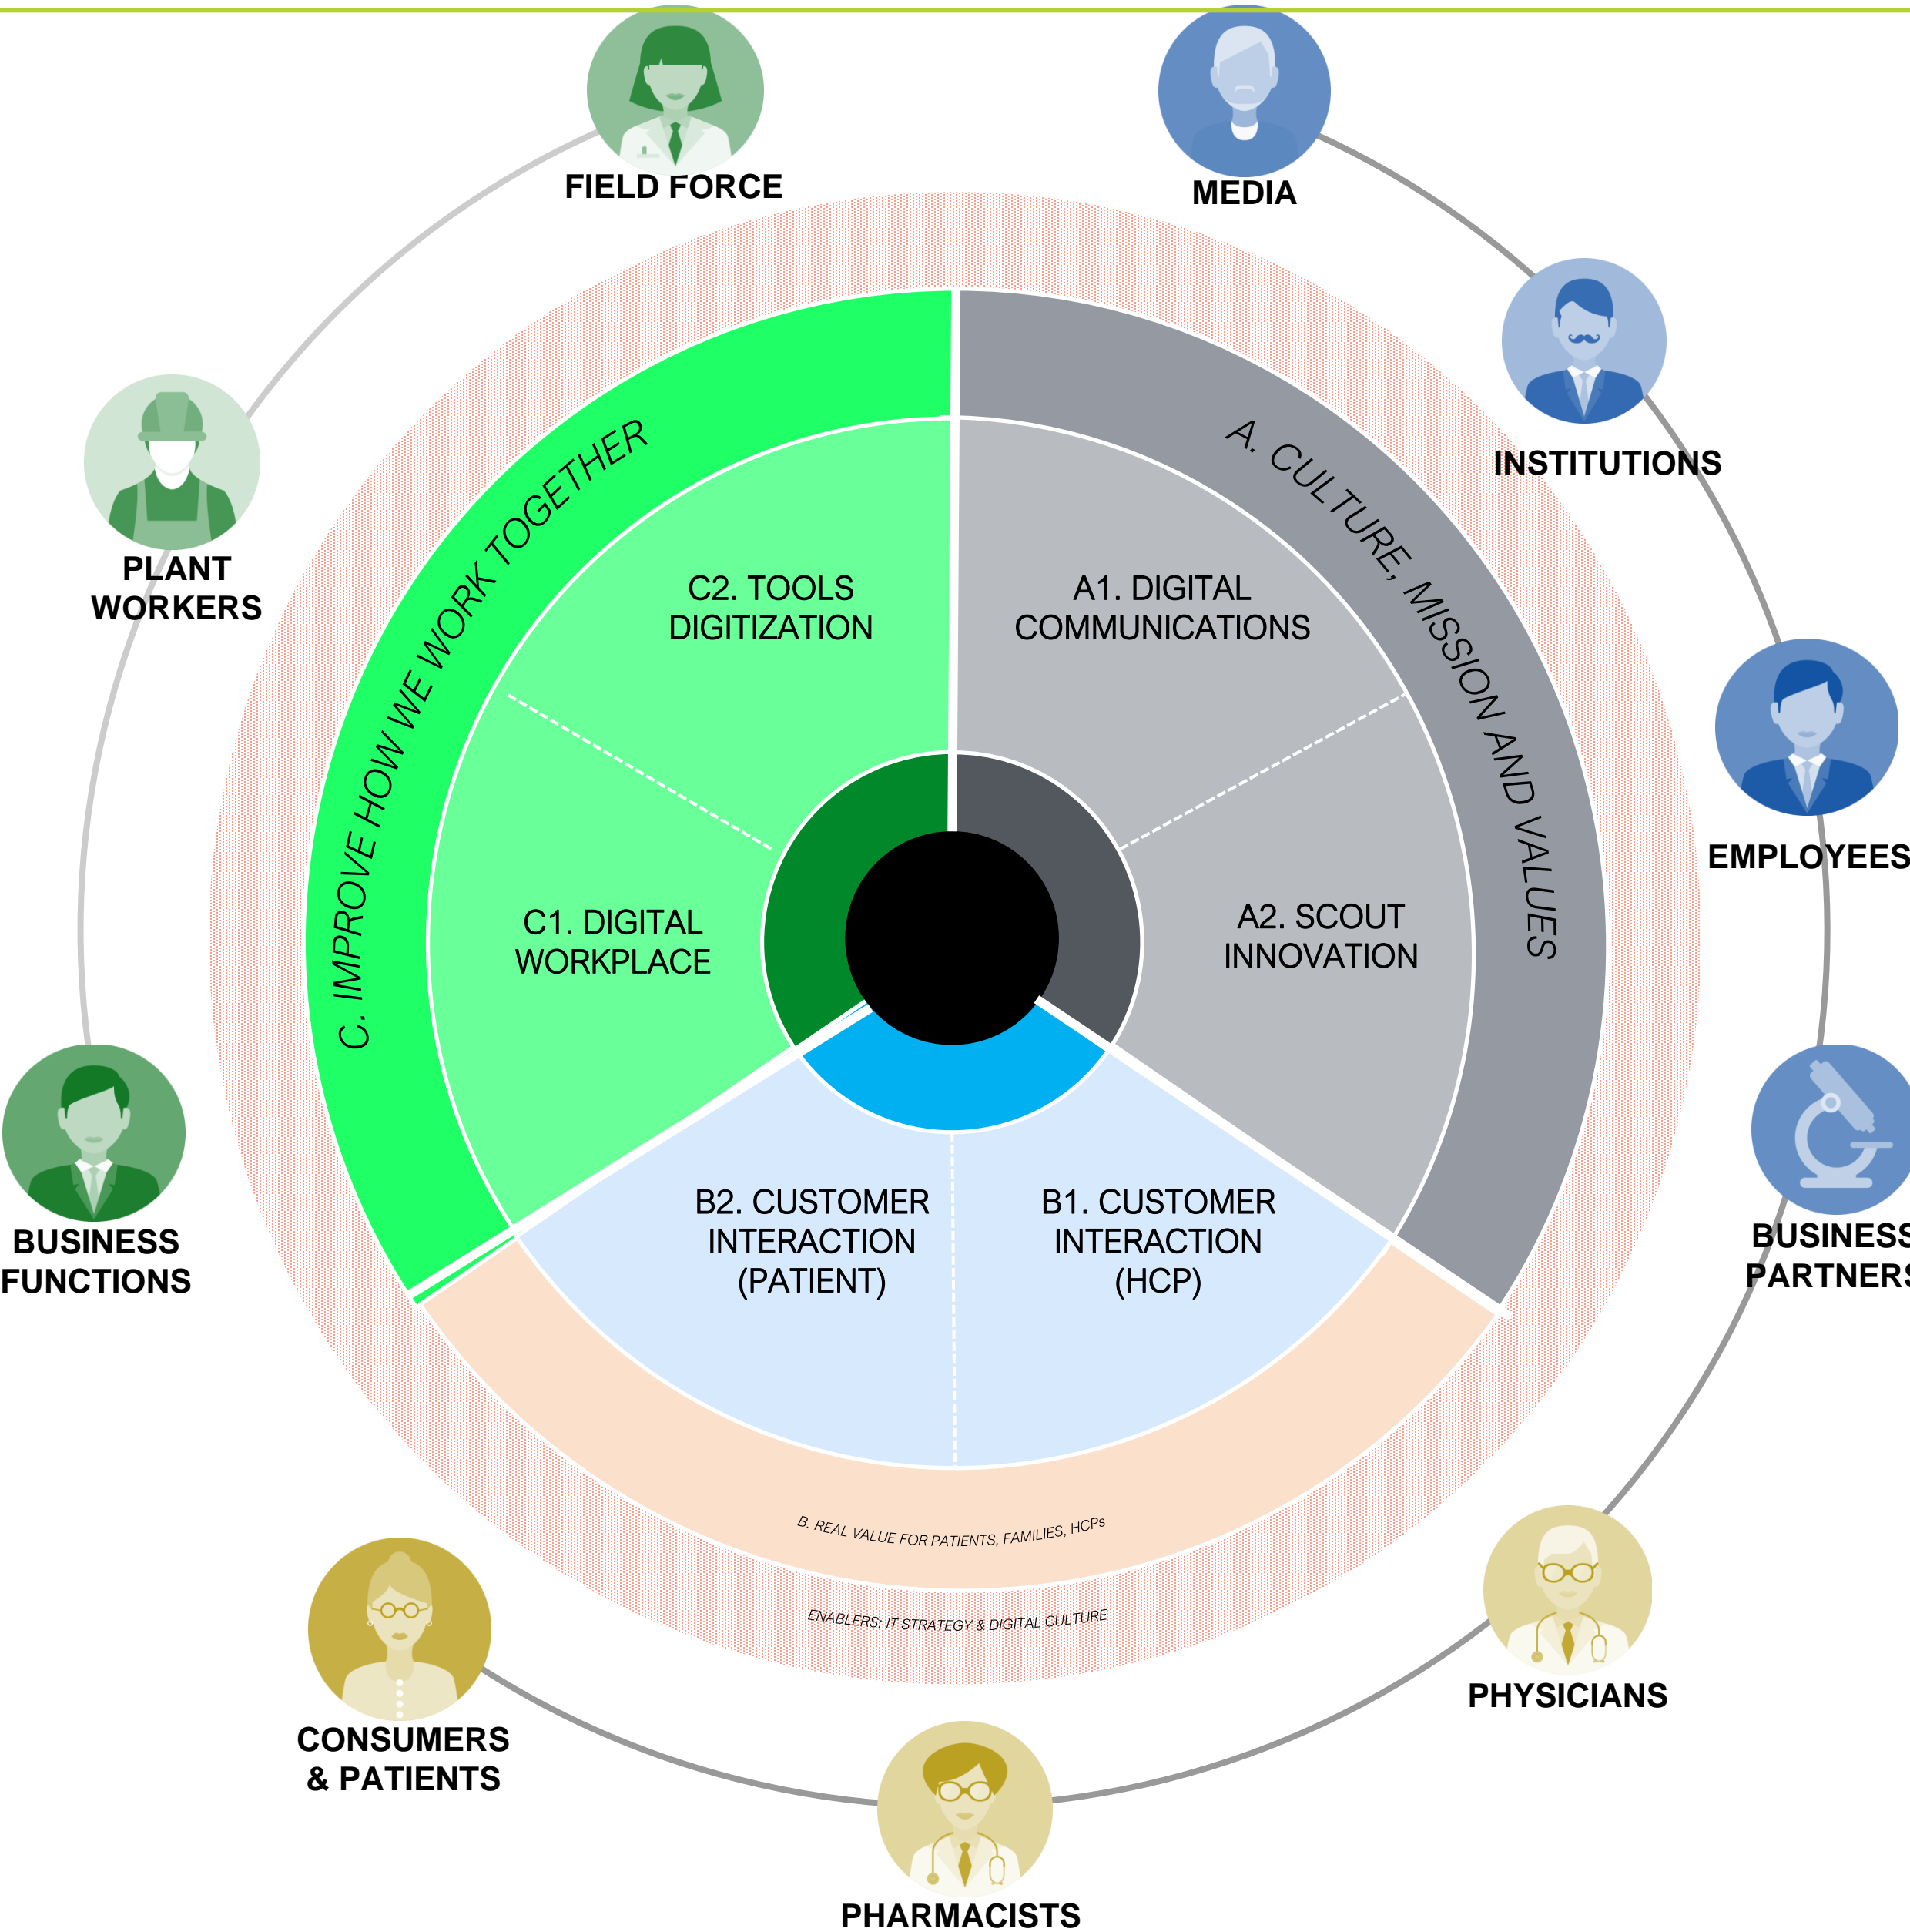 FIELD FORCE
MEDIA
INSTITUTIONS
PLANT
WORKERS
EMPLOYEES
C. IMPROVE HOW WE WORK TOGETHER
A. CULTURE, MISSION AND VALUES
C2. TOOLS
DIGITIZATION
A1. DIGITAL
COMMUNICATIONS
C1. DIGITAL
WORKPLACE
A2. SCOUT
INNOVATION
B2. CUSTOMER
INTERACTION
(PATIENT)
B1. CUSTOMER
INTERACTION
(HCP)
BUSINESS
FUNCTIONS
BUSINESS
PARTNERS
B. REAL VALUE FOR PATIENTS, FAMILIES, HCPs
ENABLERS: IT STRATEGY & DIGITAL CULTURE
PHYSICIANS
CONSUMERS
& PATIENTS
PHARMACISTS